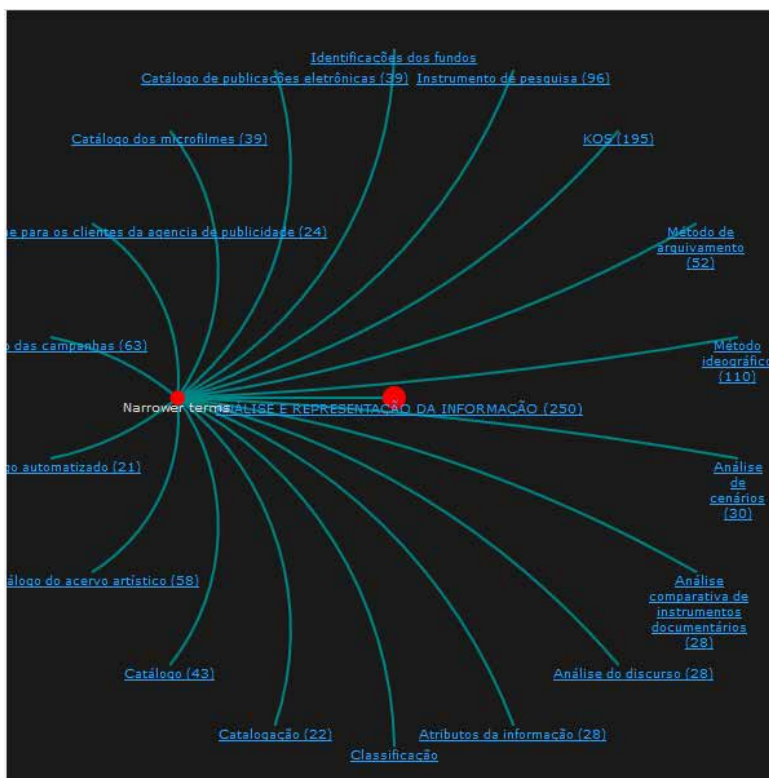 Identificações dos fundos
Catálogo de publicações eletrônicas (39)
Instrumento de pesquisa (96)
Catálogo dos microfilmes (39)
KOS (195)
para os clientes da agencia de publicidade (24)
Método de
arquivamento
(52)
das campanhas (63)
Método
ideográfico
(110)
Narrower terms
E REPRESENTAÇÃO DA INFORMAÇÃO (250)
automatizado (21)
Análise
de
cenários
(30)
do acervo artístico (58)
Análise
comparativa de
instrumentos
documentários
(28)
Catálogo (43)
Análise do discurso (28)
Catalogação (22)
Atributos da informação (28)
Classificação